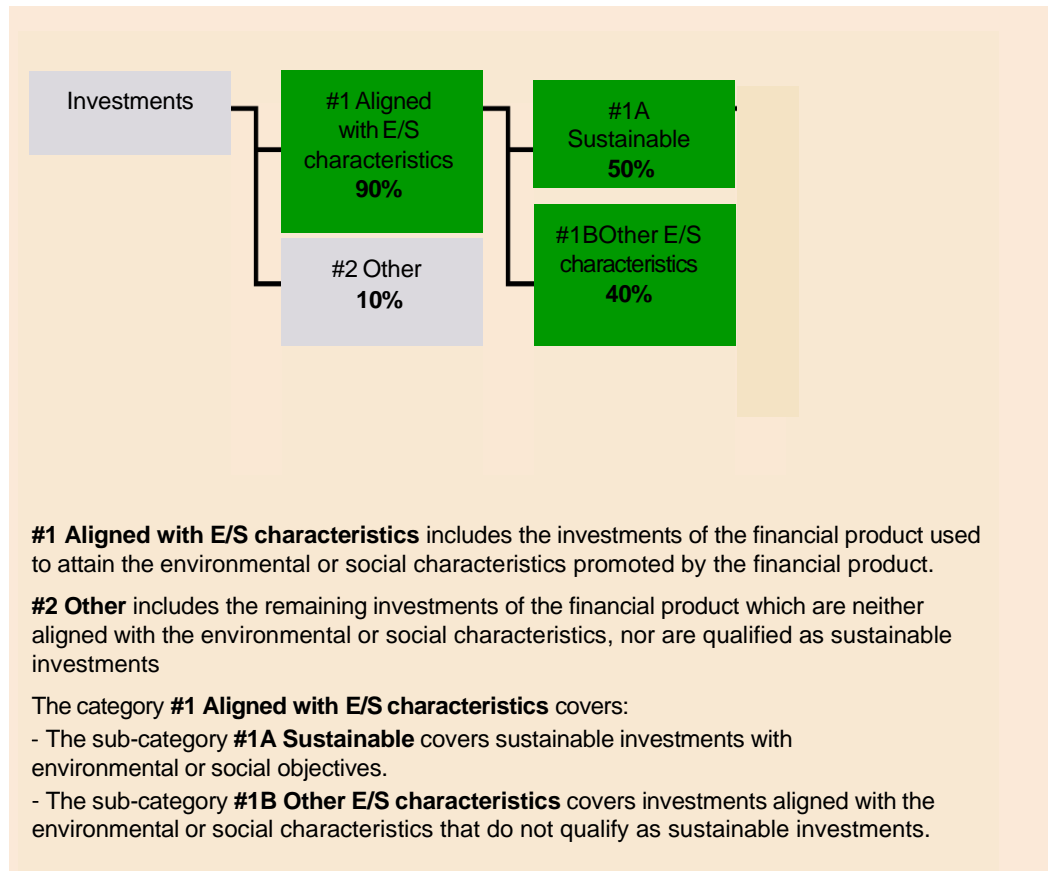 Investments
#1 Aligned
with E/S
characteristics
90%
#2 Other
10%
#1A
Sustainable
50%
#1BOther E/S
characteristics
40%
#1 Aligned with E/S characteristics includes the investments of the financial product used
to attain the environmental or social characteristics promoted by the financial product.
#2 Other includes the remaining investments of the financial product which are neither
aligned with the environmental or social characteristics, nor are qualified as sustainable
investments
The category #1 Aligned with E/S characteristics covers:
- The sub-category #1A Sustainable covers sustainable investments with
environmental or social objectives.
- The sub-category #1B Other E/S characteristics covers investments aligned with the
environmental or social characteristics that do not qualify as sustainable investments.